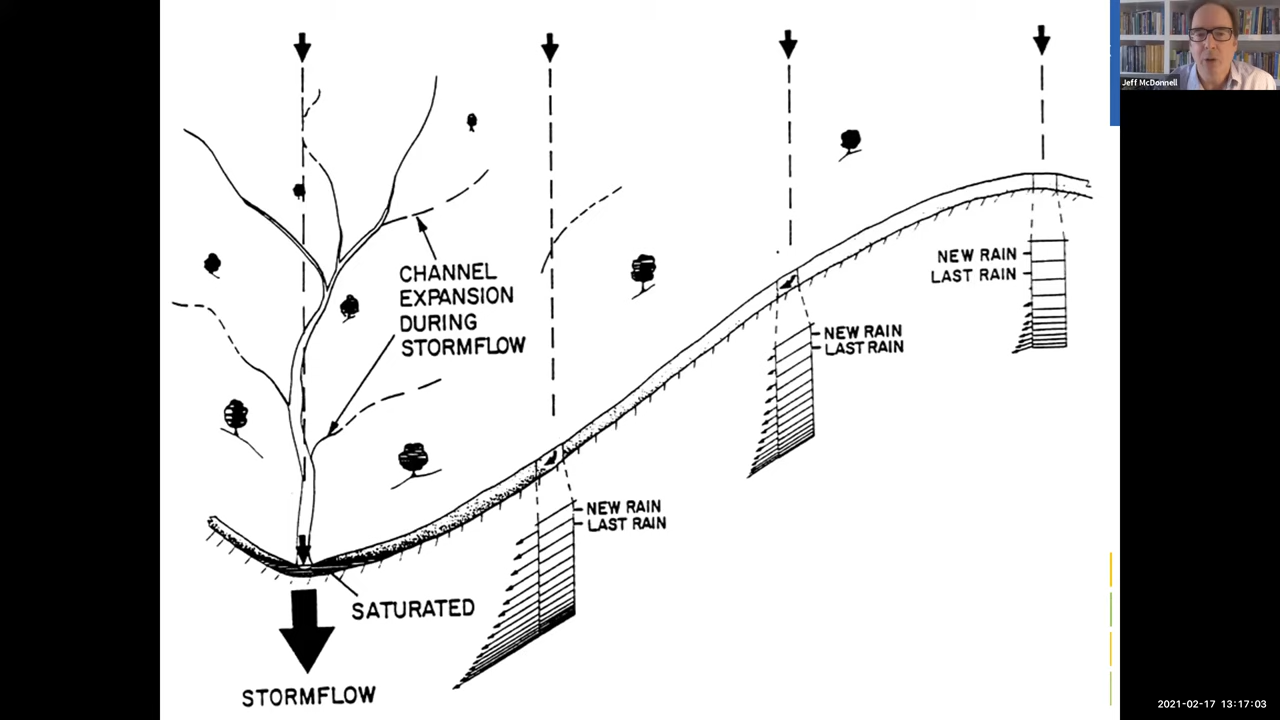 Jeff McDonnell
CHANNEL
EXPANSION
DURING
STORMFLOW
NEW RAIN
LAST RAIN
NEW RAIN
LAST RAIN
NEW RAIN
LAST RAIN
SATURATED
STORMFLOW
2021-02-17 13:17:03